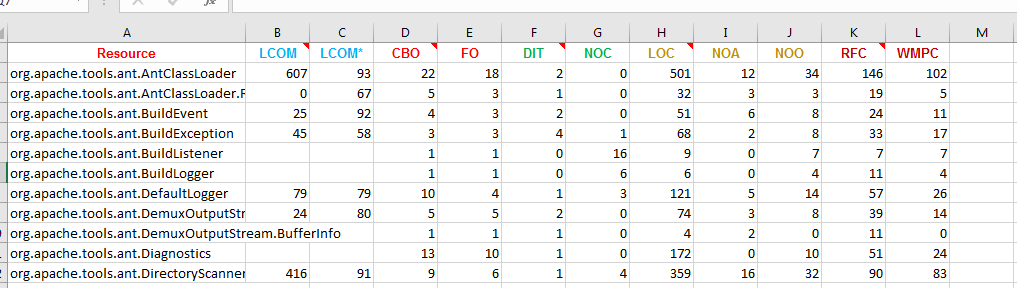 A B C D E F G H I J K L M
Resource LCOM LCOM* CBO FO DIT NOC LOC NOA NOO RFC WMPC
org.apache.tools.ant.AntClassLoader 607 93 22 18 2 0 501 12 34 146 102
org.apache.tools.ant.AntClassLoader.F 0 67 5 3 1 0 32 3 3 19 5
org.apache.tools.ant.BuildEvent 25 92 4 3 2 0 51 6 8 24 11
org.apache.tools.ant.BuildException 45 58 3 3 4 1 68 2 8 33 17
org.apache.tools.ant.BuildListener 1 1 0 16 9 0 7 7 7
org.apache.tools.ant.BuildLogger 1 1 0 6 6 0 4 11 4
org.apache.tools.ant.DefaultLogger 79 79 10 4 1 3 121 5 14 57 26
org.apache.tools.ant.DemuxOutputStr 24 80 5 5 2 0 74 3 8 39 14
org.apache.tools.ant.DemuxOutputStream.BufferInfo 1 1 1 0 4 2 0 11 0
org.apache.tools.ant.Diagnostics 13 10 1 0 172 0 10 51 24
org.apache.tools.ant.DirectoryScanner 416 91 9 6 1 4 359 16 32 90 83